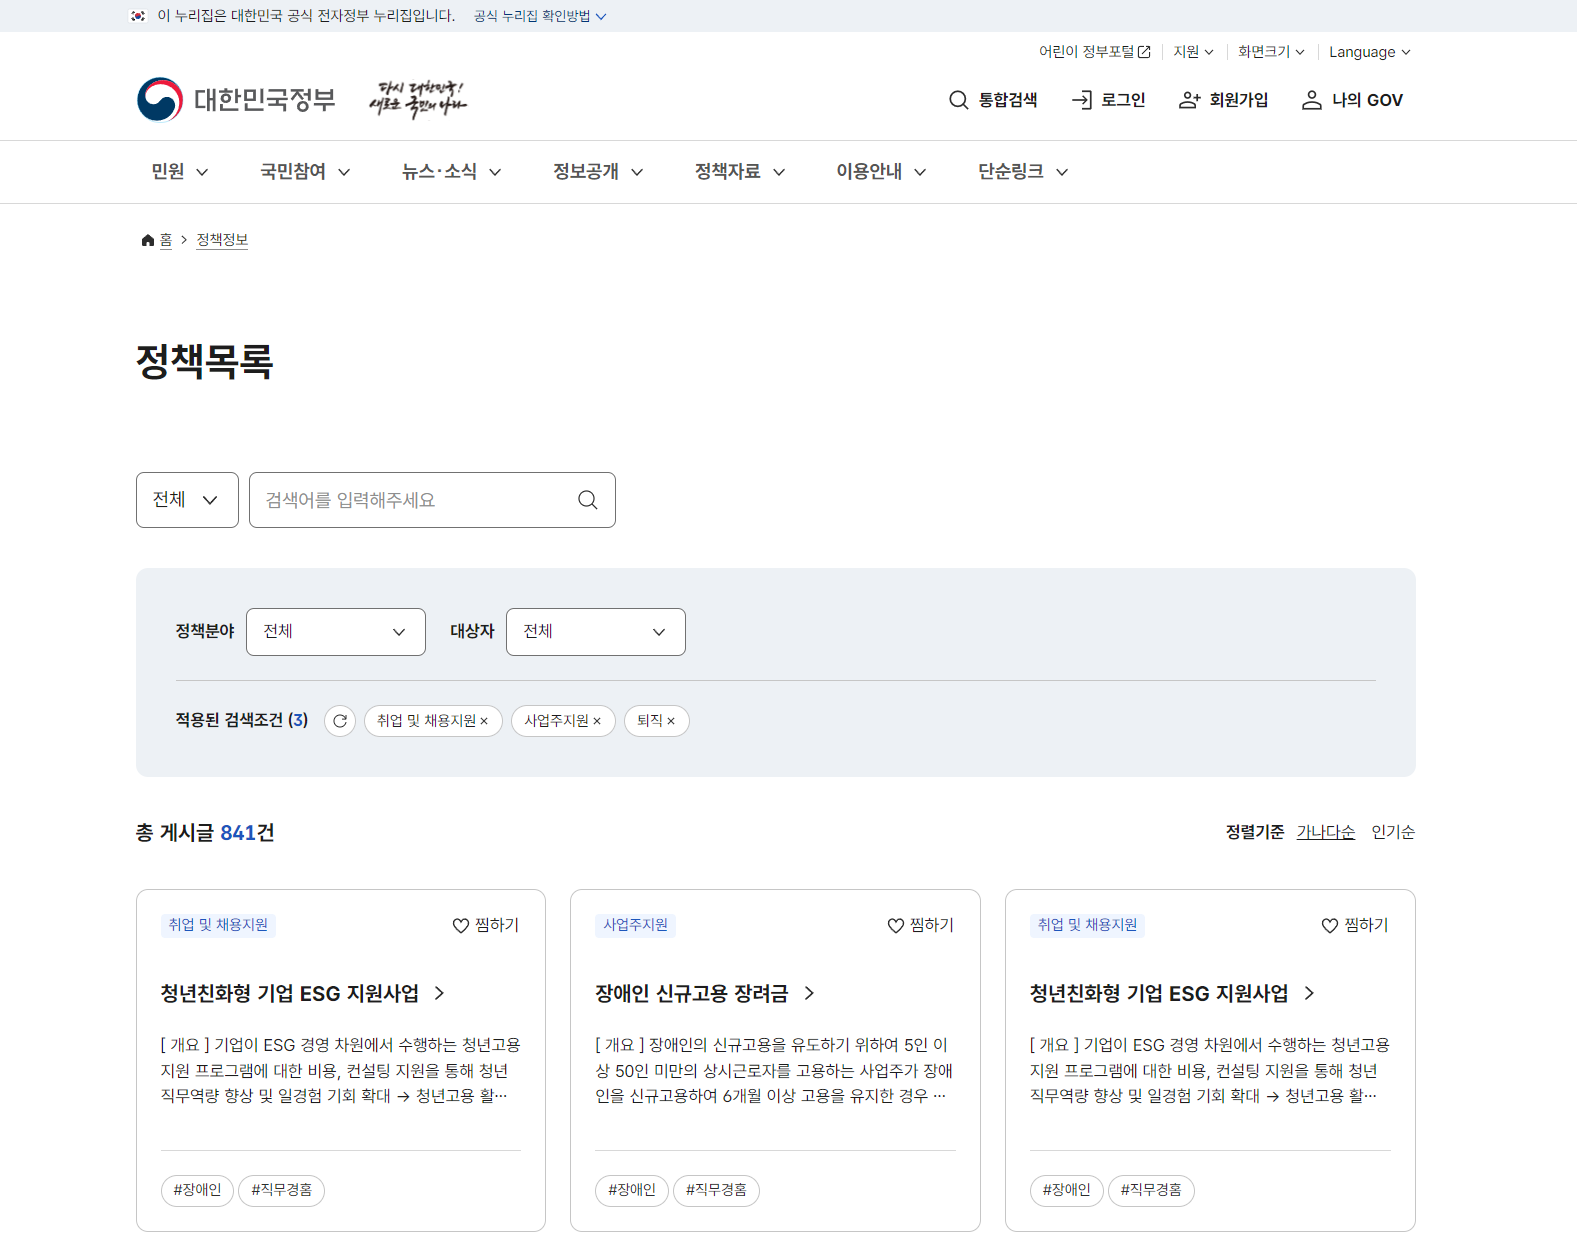 이 누리집은 대한민국 공식 전자정부 누리집입니다. 공식 누리집 확인방법
어린이 정부포털 지원 화면크기 Language
대한민국정부
다시 대한민국!
새로운 국민의 나라
통합검색 로그인 회원가입 나의 GOV
민원 국민참여 뉴스·소식 정보공개 정책자료 이용안내 단순링크
홈 > 정책정보
정책목록
전체 검색어를 입력해주세요
정책분야 전체 대상자 전체
적용된 검색조건 (3) 취업 및 채용지원 × 사업주지원 × 퇴직 ×
총 게시글 841건
정렬기준 가나다순 인기순
취업 및 채용지원 찜하기
청년친화형 기업 ESG 지원사업 >
[ 개요 ] 기업이 ESG 경영 차원에서 수행하는 청년고용
지원 프로그램에 대한 비용, 컨설팅 지원을 통해 청년
직무역량 향상 및 일경험 기회 확대 → 청년고용 활…
#장애인 #직무경홈
사업주지원 찜하기
장애인 신규고용 장려금 >
[ 개요 ] 장애인의 신규고용을 유도하기 위하여 5인 이
상 50인 미만의 상시근로자를 고용하는 사업주가 장애
인을 신규고용하여 6개월 이상 고용을 유지한 경우 …
#장애인 #직무경홈
취업 및 채용지원 찜하기
청년친화형 기업 ESG 지원사업 >
[ 개요 ] 기업이 ESG 경영 차원에서 수행하는 청년고용
지원 프로그램에 대한 비용, 컨설팅 지원을 통해 청년
직무역량 향상 및 일경험 기회 확대 → 청년고용 활…
#장애인 #직무경홈